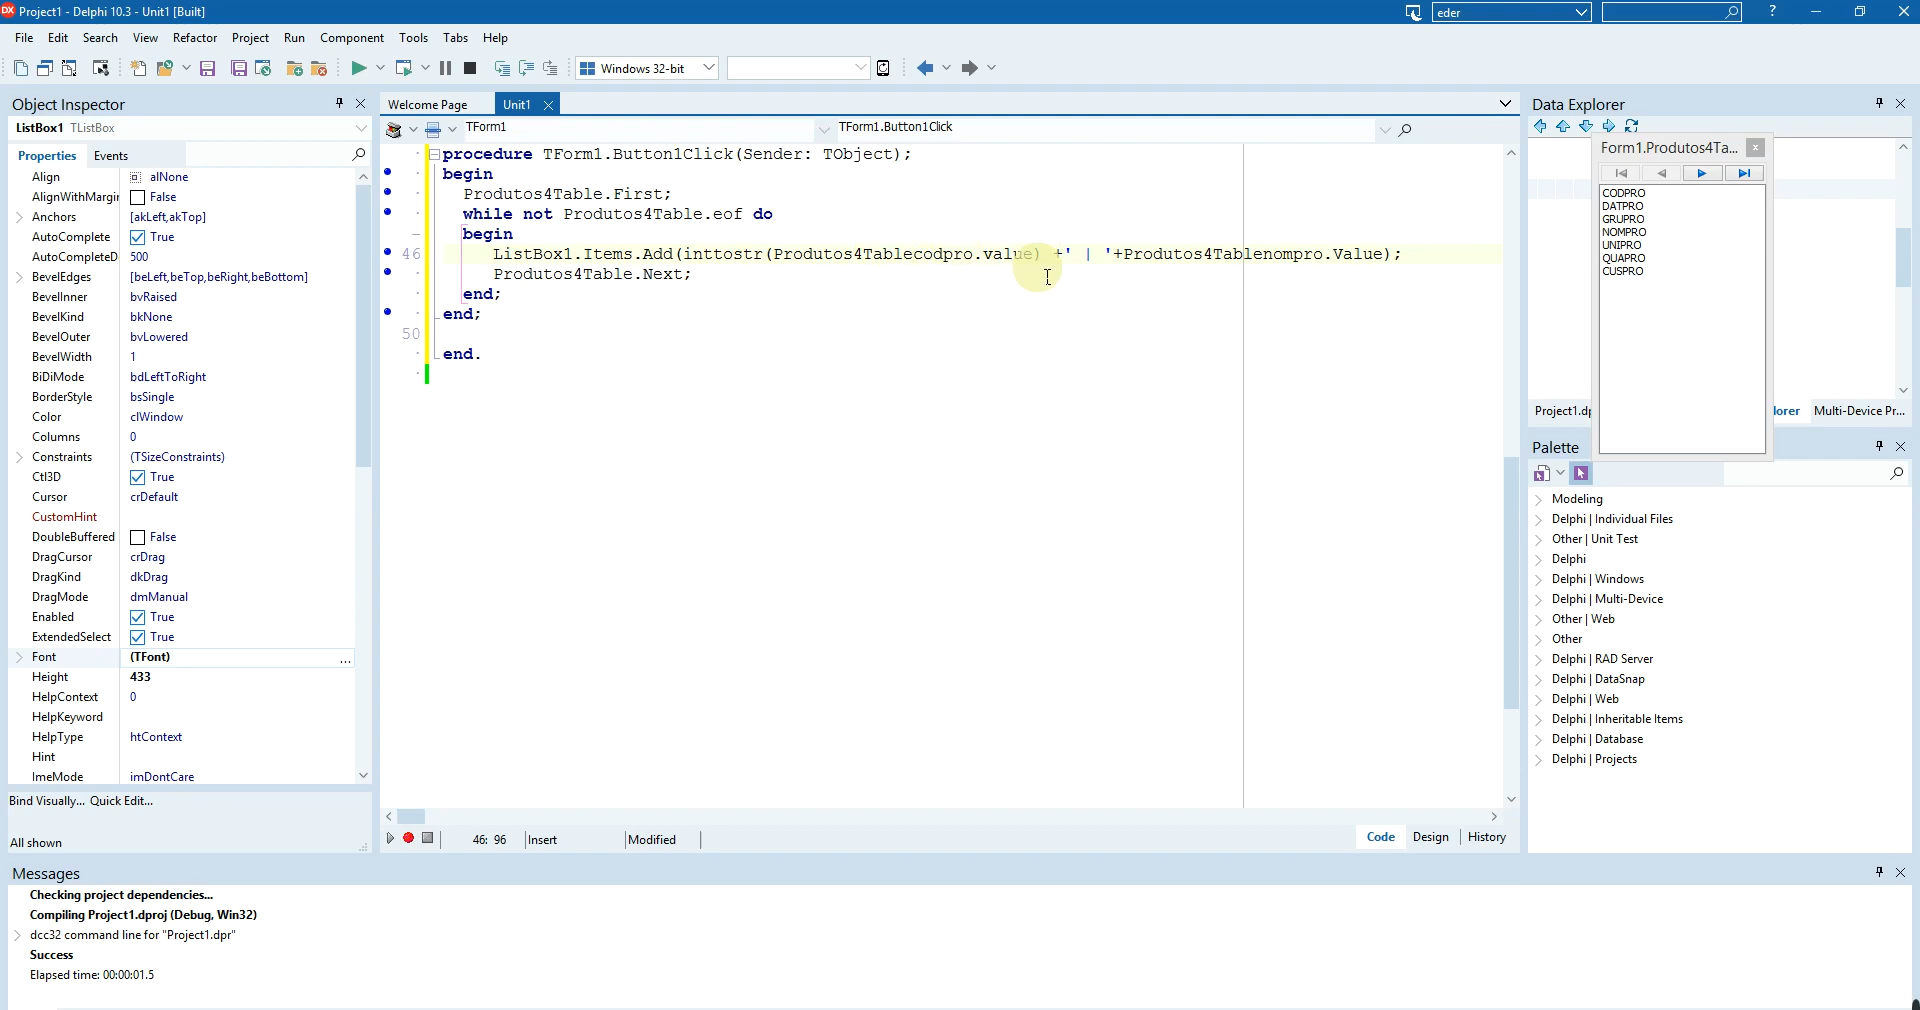 Project1 - Delphi 10.3 - Unit1 [Built]
eder
?
File Edit Search View Refactor Project Run Component Tools Tabs Help
Windows 32-bit
Object Inspector
ListBox1 TListBox
Properties Events
Align alNone
AlignWithMargin False
Anchors [akLeft,akTop]
AutoComplete True
AutoCompleteD 500
BevelEdges [beLeft,beTop,beRight,beBottom]
BevelInner bvRaised
BevelKind bkNone
BevelOuter bvLowered
BevelWidth 1
BiDiMode bdLeftToRight
BorderStyle bsSingle
Color clWindow
Columns 0
Constraints (TSizeConstraints)
Ctl3D True
Cursor crDefault
CustomHint
DoubleBuffered False
DragCursor crDrag
DragKind dkDrag
DragMode dmManual
Enabled True
ExtendedSelect True
Font (TFont) ...
Height 433
HelpContext 0
HelpKeyword
HelpType htContext
Hint
ImeMode imDontCare
Bind Visually... Quick Edit...
All shown
Welcome Page Unit1
TForm1 TForm1.Button1Click
procedure TForm1.Button1Click(Sender: TObject);
begin
Produtos4Table.First;
while not Produtos4Table.eof do
begin
46 ListBox1.Items.Add(inttostr(Produtos4Tablecodpro.value) +' | '+Produtos4Tablenompro.Value);
Produtos4Table.Next;
end;
end;
50
end.
46: 96 Insert Modified
Code Design History
Data Explorer
Form1.Produtos4Ta...
CODPRO
DATPRO
GRUPRO
NOMPRO
UNIPRO
QUAPRO
CUSPRO
Project1.dp lorer Multi-Device Pr...
Palette
Modeling
Delphi | Individual Files
Other | Unit Test
Delphi
Delphi | Windows
Delphi | Multi-Device
Other | Web
Other
Delphi | RAD Server
Delphi | DataSnap
Delphi | Web
Delphi | Inheritable Items
Delphi | Database
Delphi | Projects
Messages
Checking project dependencies...
Compiling Project1.dproj (Debug, Win32)
dcc32 command line for "Project1.dpr"
Success
Elapsed time: 00:00:01.5